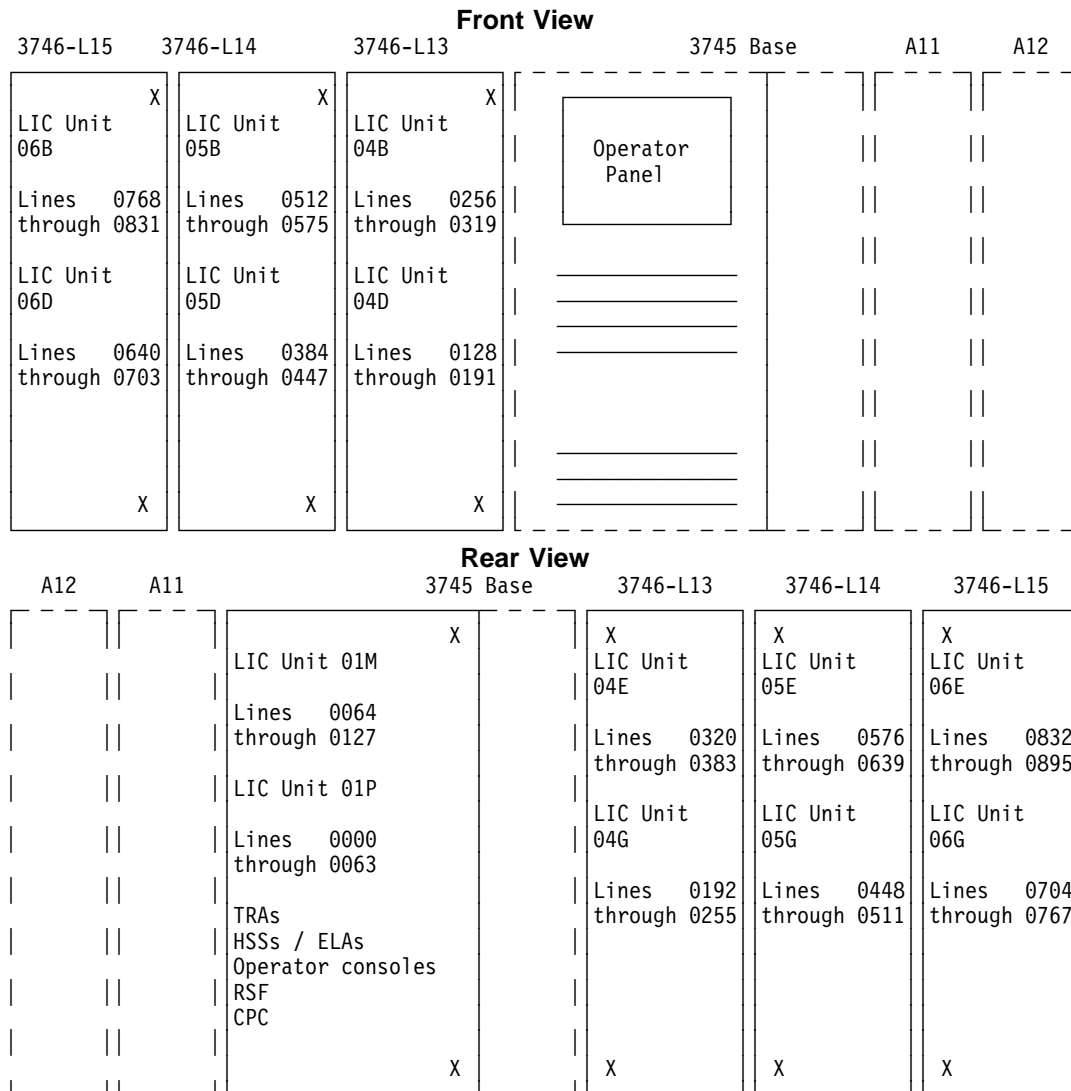 Front View
3746-L15 3746-L14 3746-L13 3745 Base A11 A12
X X X
LIC Unit LIC Unit LIC Unit
06B 05B 04B Operator
Panel
Lines 0768 Lines 0512 Lines 0256
through 0831 through 0575 through 0319
LIC Unit LIC Unit LIC Unit
06D 05D 04D
Lines 0640 Lines 0384 Lines 0128
through 0703 through 0447 through 0191
X X X
Rear View
A12 A11 3745 Base 3746-L13 3746-L14 3746-L15
X X X X
LIC Unit 01M LIC Unit LIC Unit LIC Unit
04E 05E 06E
Lines 0064
through 0127 Lines 0320 Lines 0576 Lines 0832
through 0383 through 0639 through 0895
LIC Unit 01P
LIC Unit LIC Unit LIC Unit
Lines 0000 04G 05G 06G
through 0063
Lines 0192 Lines 0448 Lines 0704
TRAs through 0255 through 0511 through 0767
HSSs / ELAs
Operator consoles
RSF
CPC
X X X X